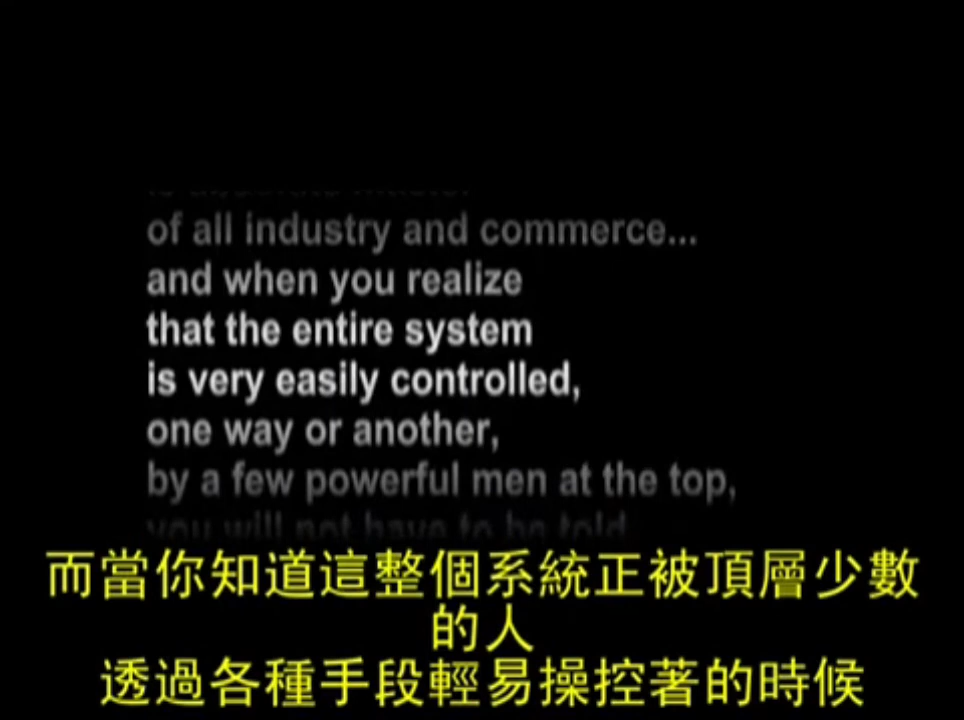 of all industry and commerce...
and when you realize
that the entire system
is very easily controlled,
one way or another,
by a few powerful men at the top,
you will not have to be told
而當你知道這整個系統正被頂層少數
的人
透過各種手段輕易操控著的時候